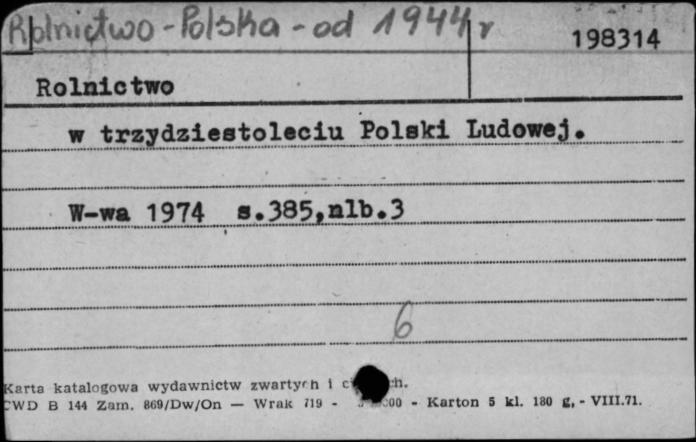 Rolnictwo - Polska - od 1944 r
198314
Rolnictwo
w trzydziestoleciu Polski Ludowej.
W-wa 1974 s.385,nlb.3
6
Karta katalogowa wydawnictw zwartych i
CWD B 144 Zam. 869/Dw/On — Wrak 719 - - Karton 5 kl. 180 g, - VIII.71.